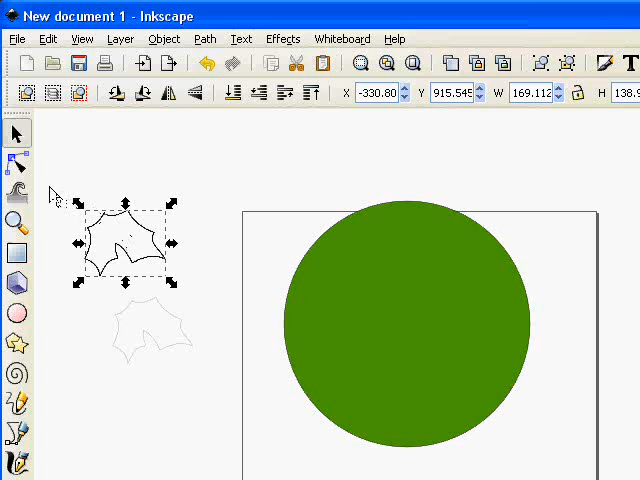 New document 1 - Inkscape
File Edit View Layer Object Path Text Effects Whiteboard Help
X -330.80 Y 915.545 W 169.112 H 138.9